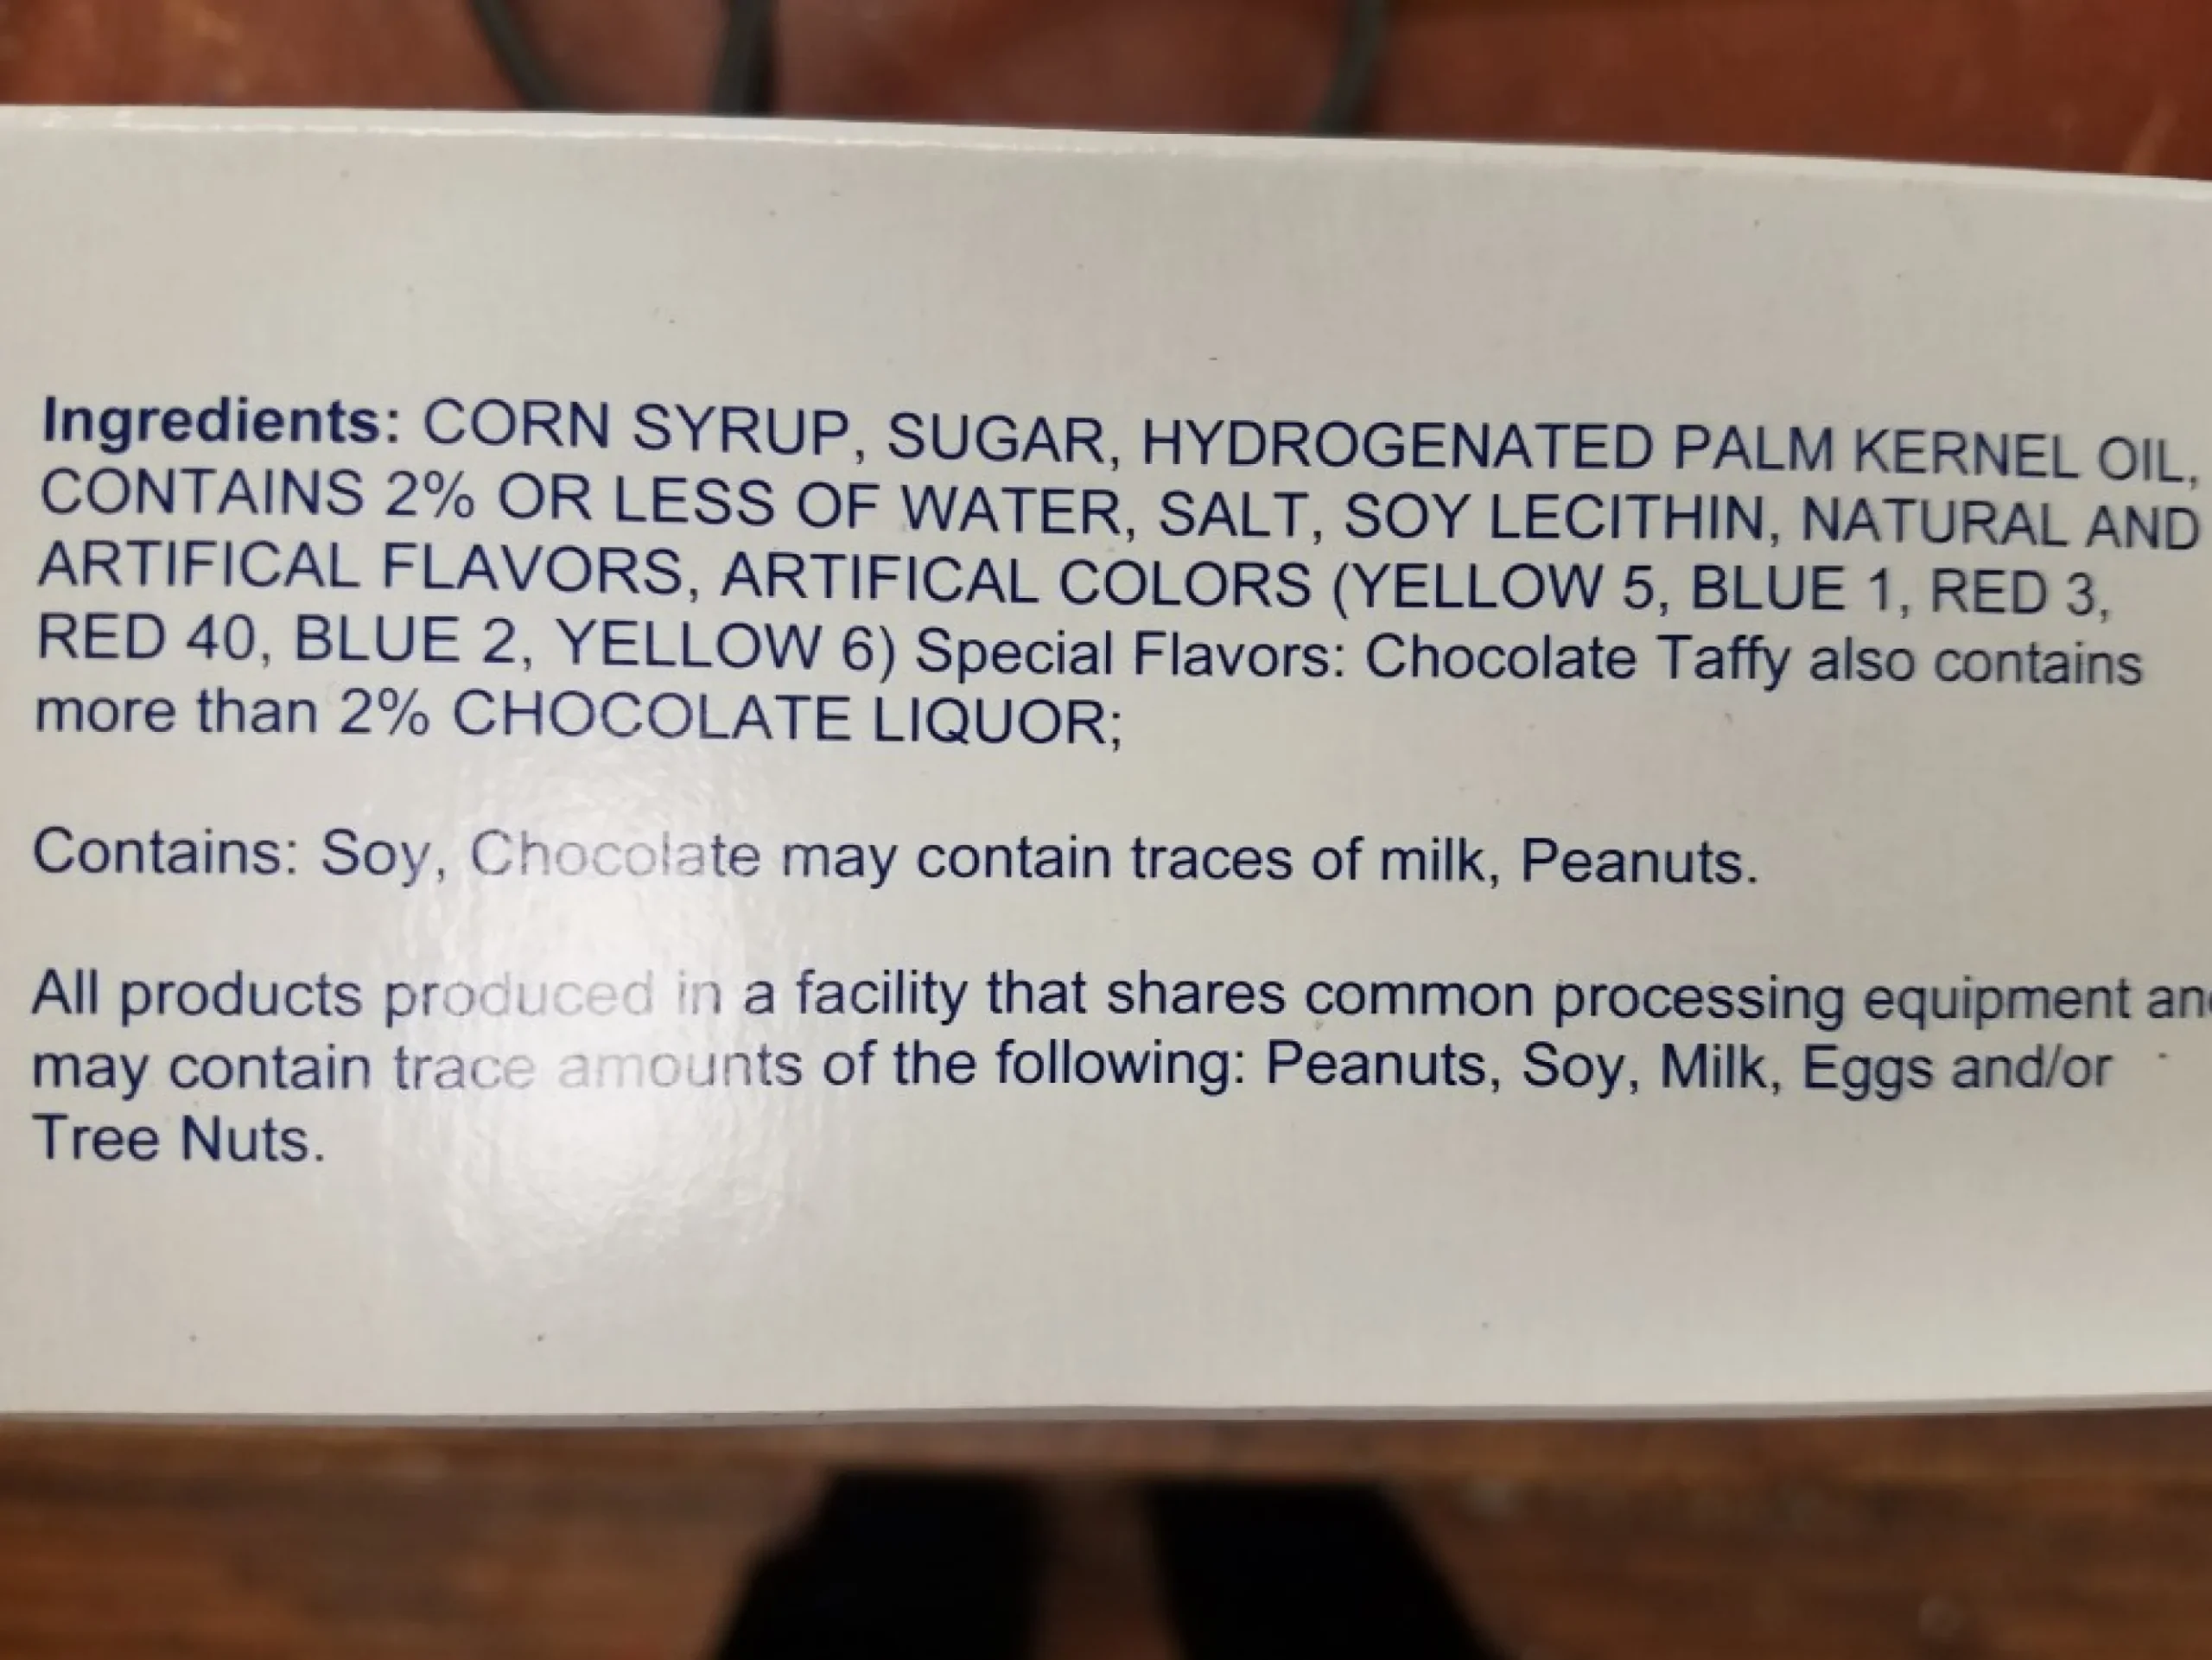 Ingredients: CORN SYRUP, SUGAR, HYDROGENATED PALM KERNEL OIL,
CONTAINS 2% OR LESS OF WATER, SALT, SOY LECITHIN, NATURAL AND
ARTIFICAL FLAVORS, ARTIFICAL COLORS (YELLOW 5, BLUE 1, RED 3,
RED 40, BLUE 2, YELLOW 6) Special Flavors: Chocolate Taffy also contains
more than 2% CHOCOLATE LIQUOR;
Contains: Soy, Chocolate may contain traces of milk, Peanuts.
All products produced in a facility that shares common processing equipment an
may contain trace amounts of the following: Peanuts, Soy, Milk, Eggs and/or
Tree Nuts.